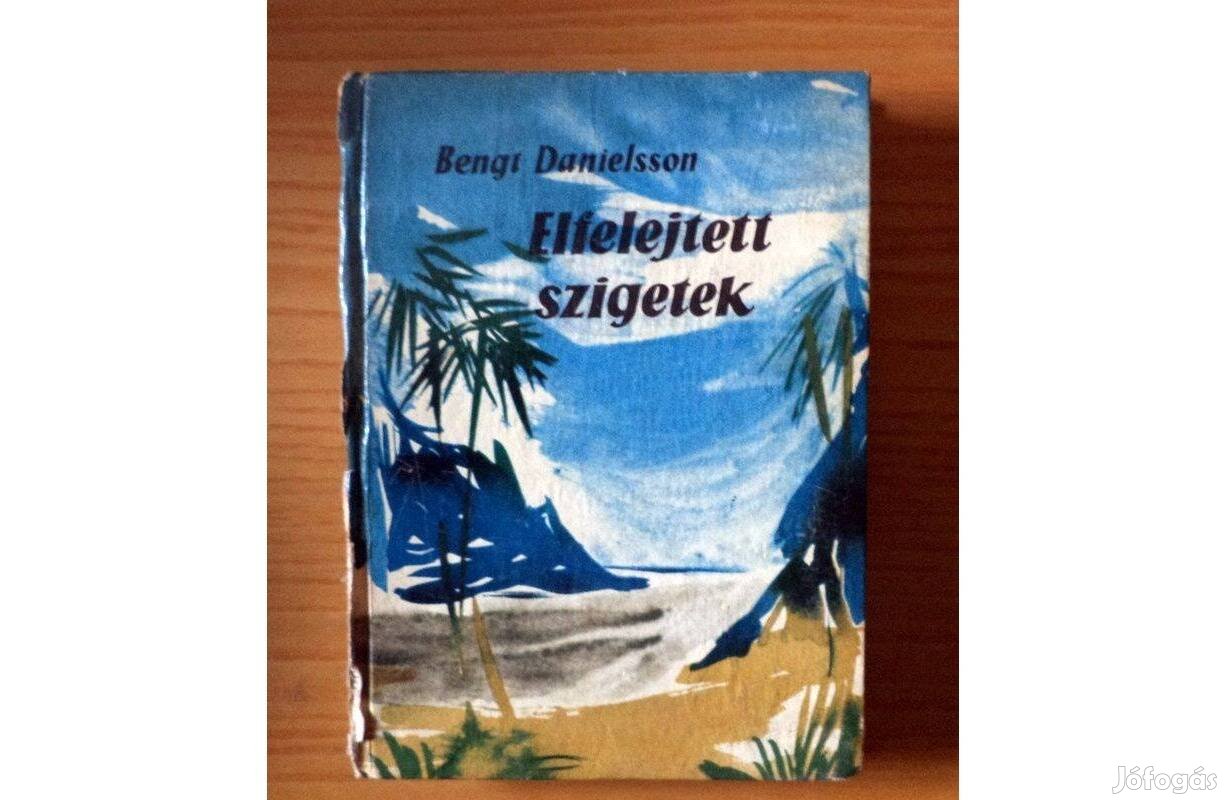 Bengt Danielsson
Elfelejtett
szigetek
Jófogás